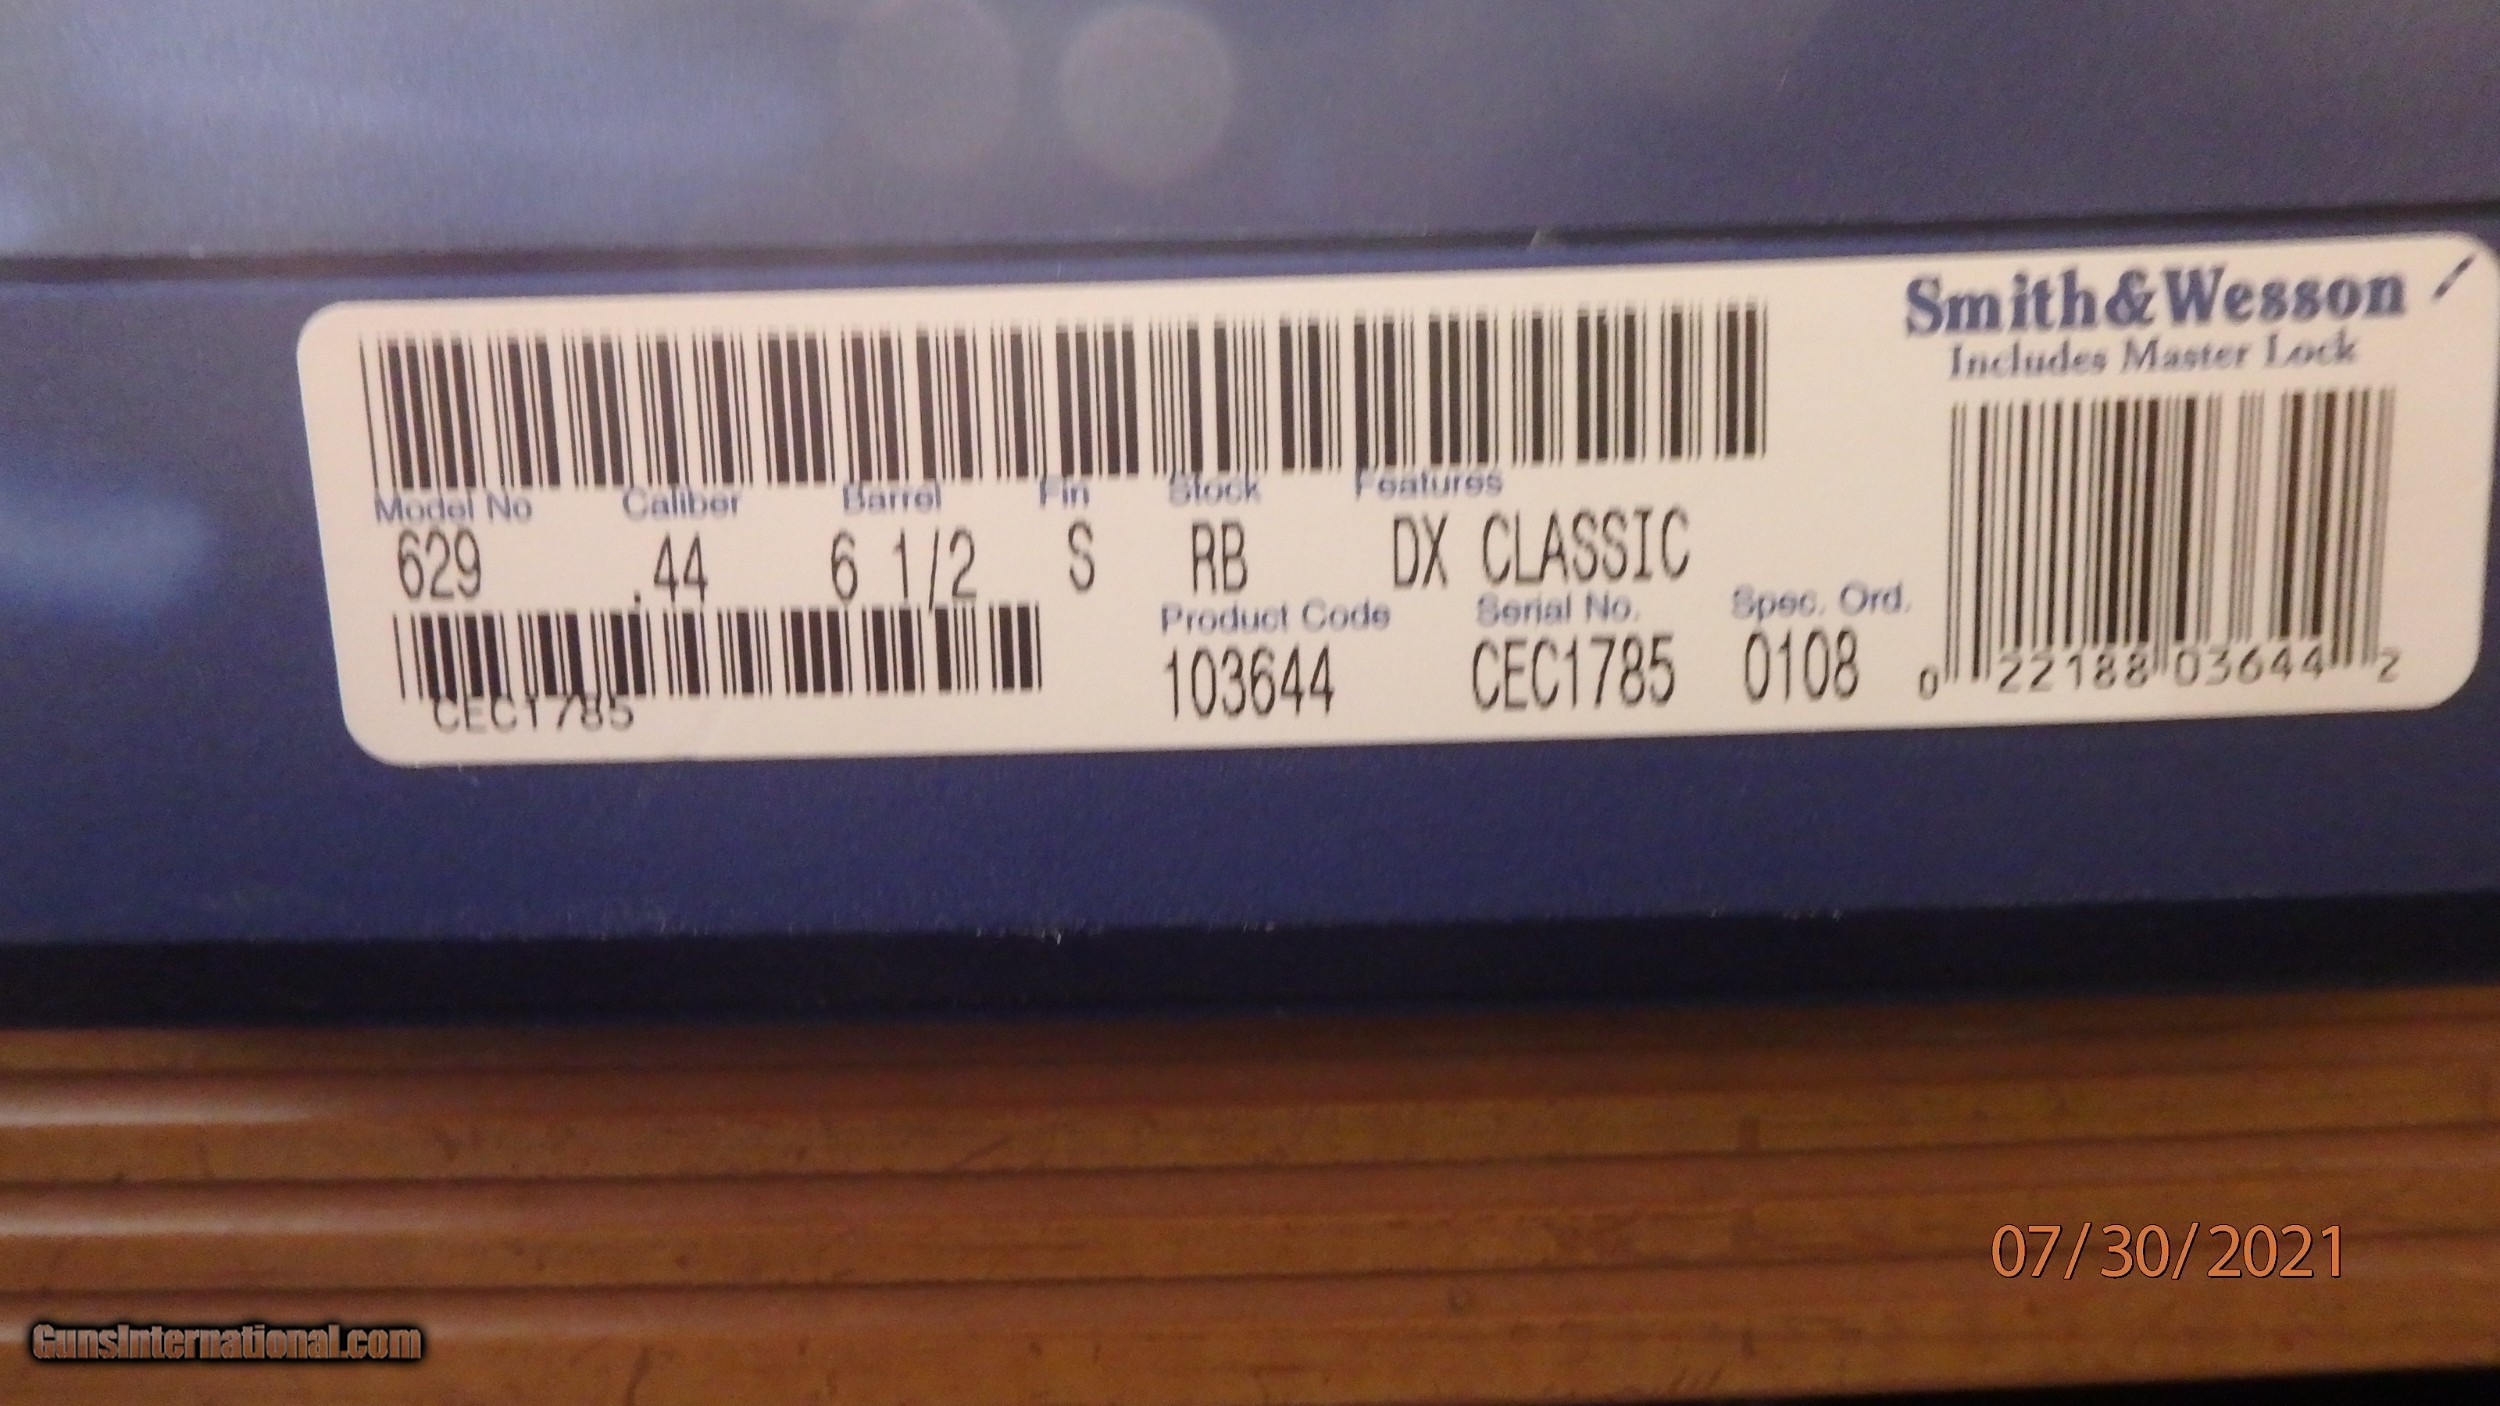 Smith&Wesson
Includes Master Lock
Model No Caliber Barrel Fin Stock Features
629 .44 6 1/2 S RB DX CLASSIC
Product Code Serial No. Spec. Ord.
103644 CEC1785 0108
CEC1785
0 22188 03644 2
07/30/2021
GunsInternational.com